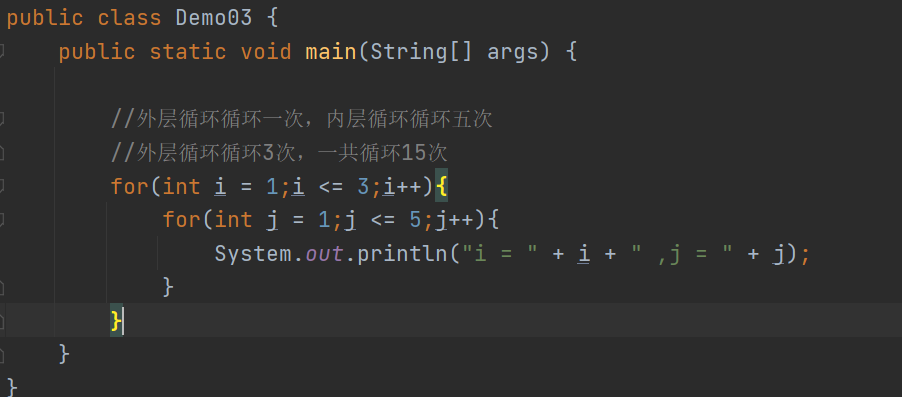 public class Demo03 {
public static void main(String[] args) {
//外层循环循环一次，内层循环循环五次
//外层循环循环3次，一共循环15次
for(int i = 1;i <= 3;i++){
for(int j = 1;j <= 5;j++){
System.out.println("i = " + i + " ,j = " + j);
}
}
}
}